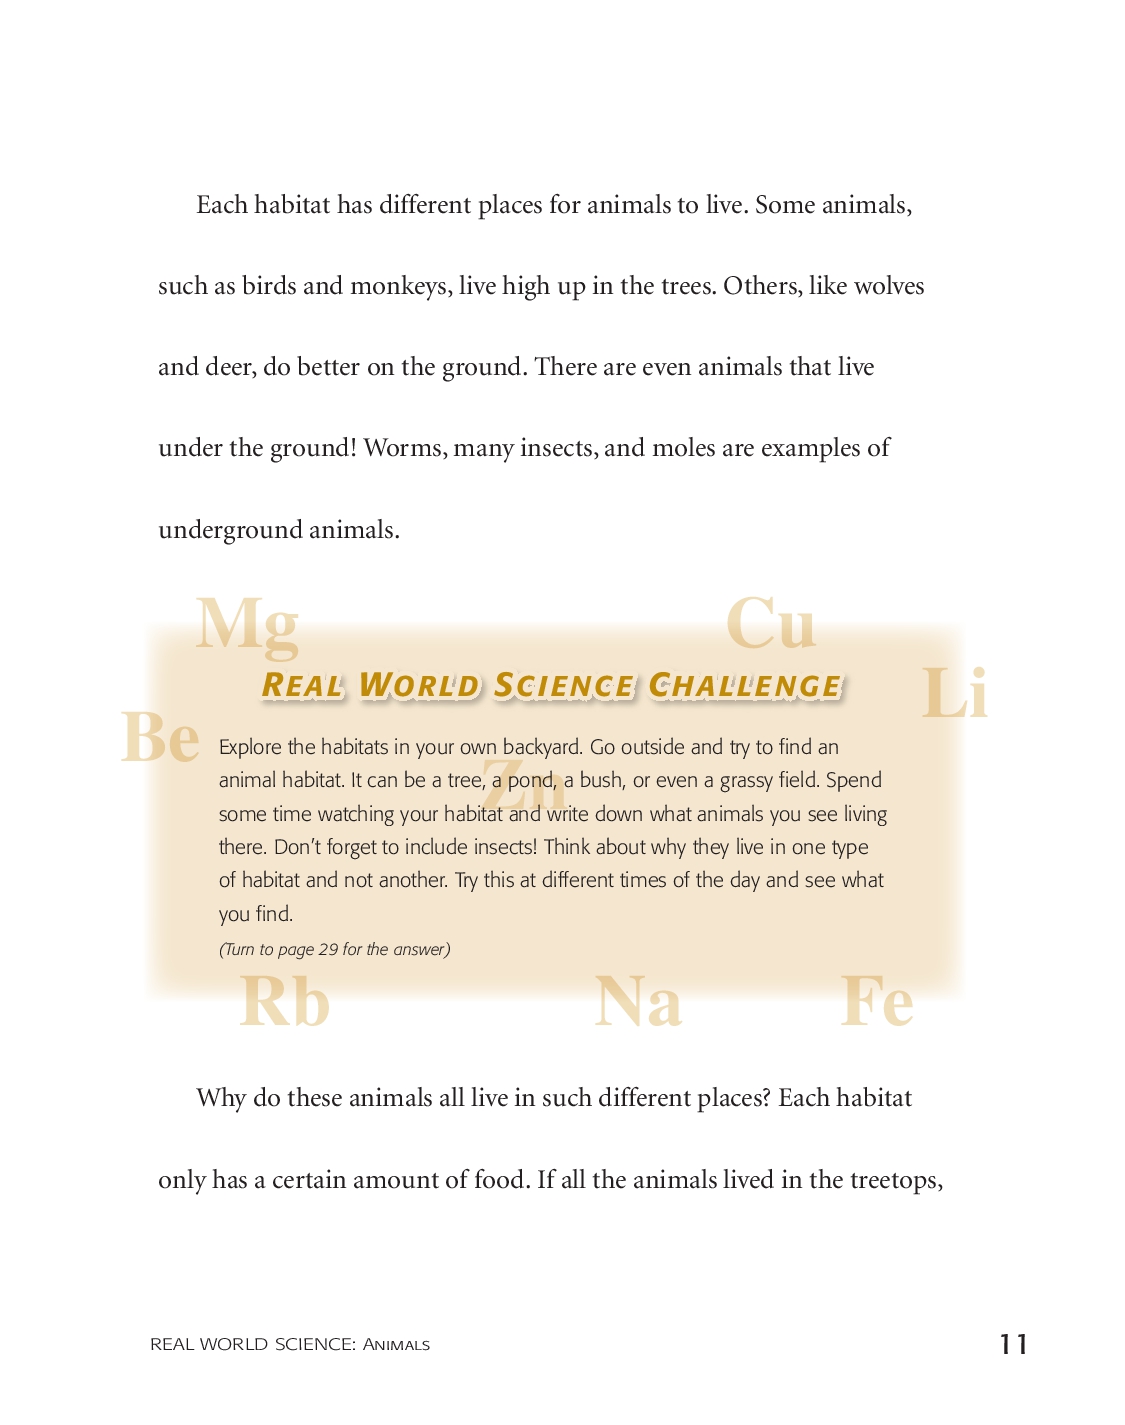 Each habitat has different places for animals to live. Some animals,
such as birds and monkeys, live high up in the trees. Others, like wolves
and deer, do better on the ground. There are even animals that live
under the ground! Worms, many insects, and moles are examples of
underground animals.
Mg
Cu
Li
Be
Zn
REAL WORLD SCIENCE CHALLENGE
Explore the habitats in your own backyard. Go outside and try to find an
animal habitat. It can be a tree, a pond, a bush, or even a grassy field. Spend
some time watching your habitat and write down what animals you see living
there. Don't forget to include insects! Think about why they live in one type
of habitat and not another. Try this at different times of the day and see what
you find.
(Turn to page 29 for the answer)
Rb
Na
Fe
Why do these animals all live in such different places? Each habitat
only has a certain amount of food. If all the animals lived in the treetops,
REAL WORLD SCIENCE: ANIMALS
11